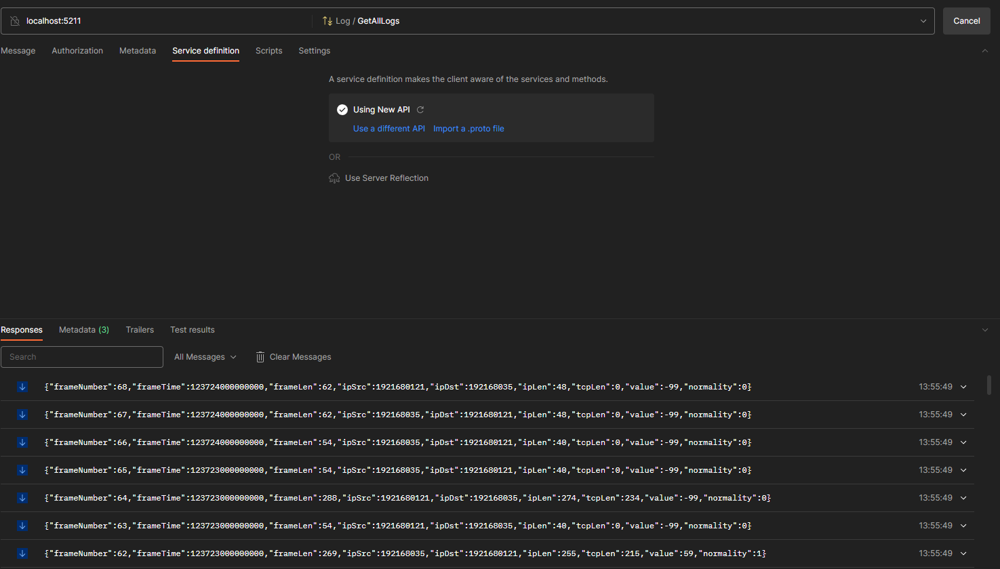 localhost:5211 Log / GetAllLogs Cancel
Message Authorization Metadata Service definition Scripts Settings
A service definition makes the client aware of the services and methods.
Using New API
Use a different API Import a .proto file
OR
Use Server Reflection
Responses Metadata (3) Trailers Test results
Search All Messages Clear Messages
{"frameNumber":68,"frameTime":123724000000000,"frameLen":62,"ipSrc":1921680121,"ipDst":192168035,"ipLen":48,"tcpLen":0,"value":-99,"normality":0} 13:55:49
{"frameNumber":67,"frameTime":123724000000000,"frameLen":62,"ipSrc":192168035,"ipDst":1921680121,"ipLen":48,"tcpLen":0,"value":-99,"normality":0} 13:55:49
{"frameNumber":66,"frameTime":123724000000000,"frameLen":54,"ipSrc":192168035,"ipDst":1921680121,"ipLen":40,"tcpLen":0,"value":-99,"normality":0} 13:55:49
{"frameNumber":65,"frameTime":123723000000000,"frameLen":54,"ipSrc":192168035,"ipDst":1921680121,"ipLen":40,"tcpLen":0,"value":-99,"normality":0} 13:55:49
{"frameNumber":64,"frameTime":123723000000000,"frameLen":288,"ipSrc":1921680121,"ipDst":192168035,"ipLen":274,"tcpLen":234,"value":-99,"normality":0} 13:55:49
{"frameNumber":63,"frameTime":123723000000000,"frameLen":54,"ipSrc":1921680121,"ipDst":192168035,"ipLen":40,"tcpLen":0,"value":-99,"normality":0} 13:55:49
{"frameNumber":62,"frameTime":123723000000000,"frameLen":269,"ipSrc":192168035,"ipDst":1921680121,"ipLen":255,"tcpLen":215,"value":59,"normality":1} 13:55:49